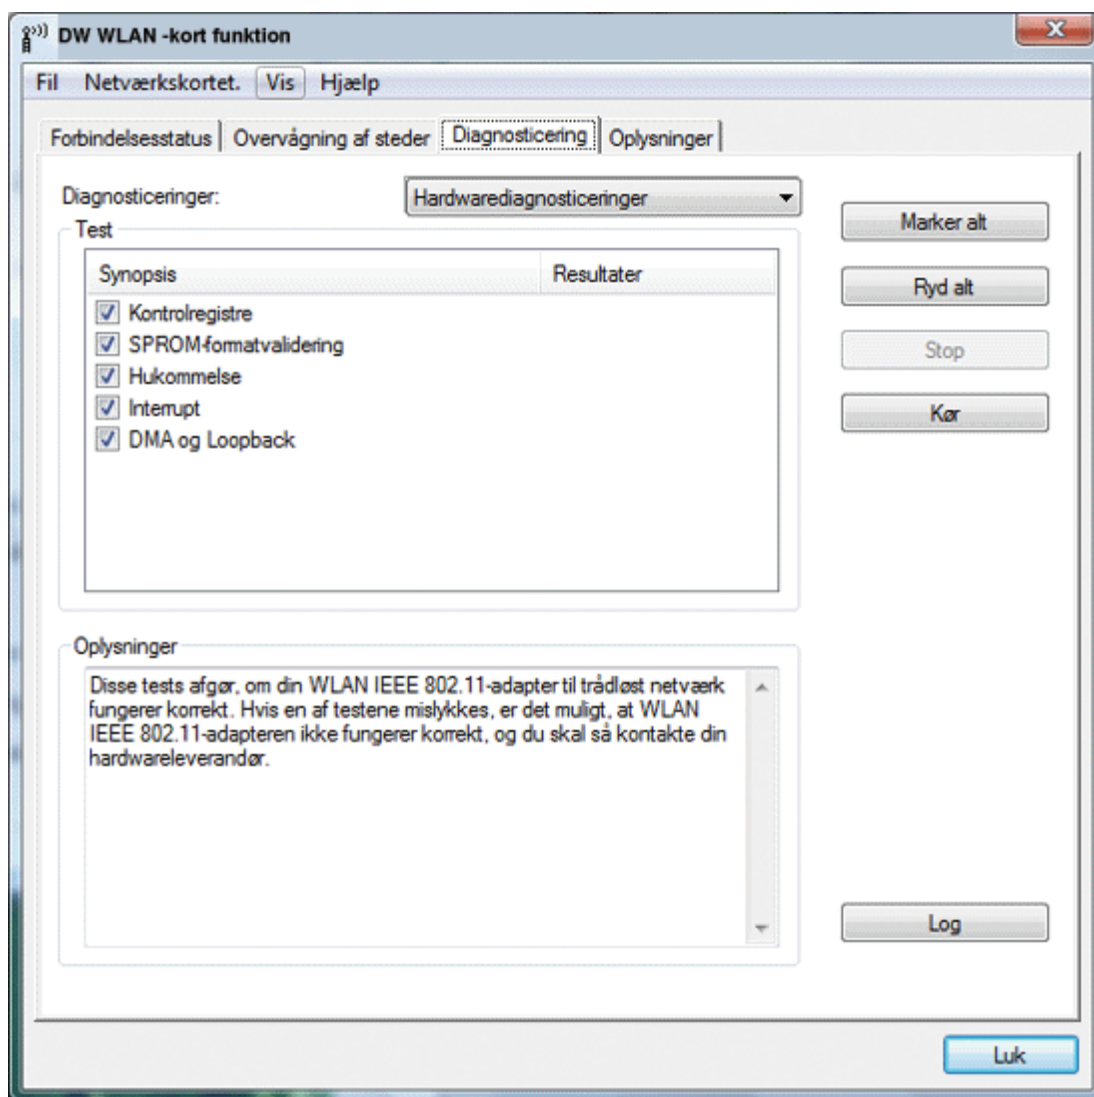 DW WLAN -kort funktion
Fil Netværkskortet. Vis Hjælp
Forbindelsesstatus Overvågning af steder Diagnosticering Oplysninger
Diagnosticeringer: Hardwarediagnosticeringer
Marker alt
Test
Synopsis Resultater
Ryd alt
Kontrolregistre
SPROM-formatvalidering
Stop
Hukommelse
Interrupt
Kør
DMA og Loopback
Oplysninger
Disse tests afgør, om din WLAN IEEE 802.11-adapter til trådløst netværk
fungerer korrekt. Hvis en af testene mislykkes, er det muligt, at WLAN
IEEE 802.11-adapteren ikke fungerer korrekt, og du skal så kontakte din
hardwareleverandør.
Log
Luk